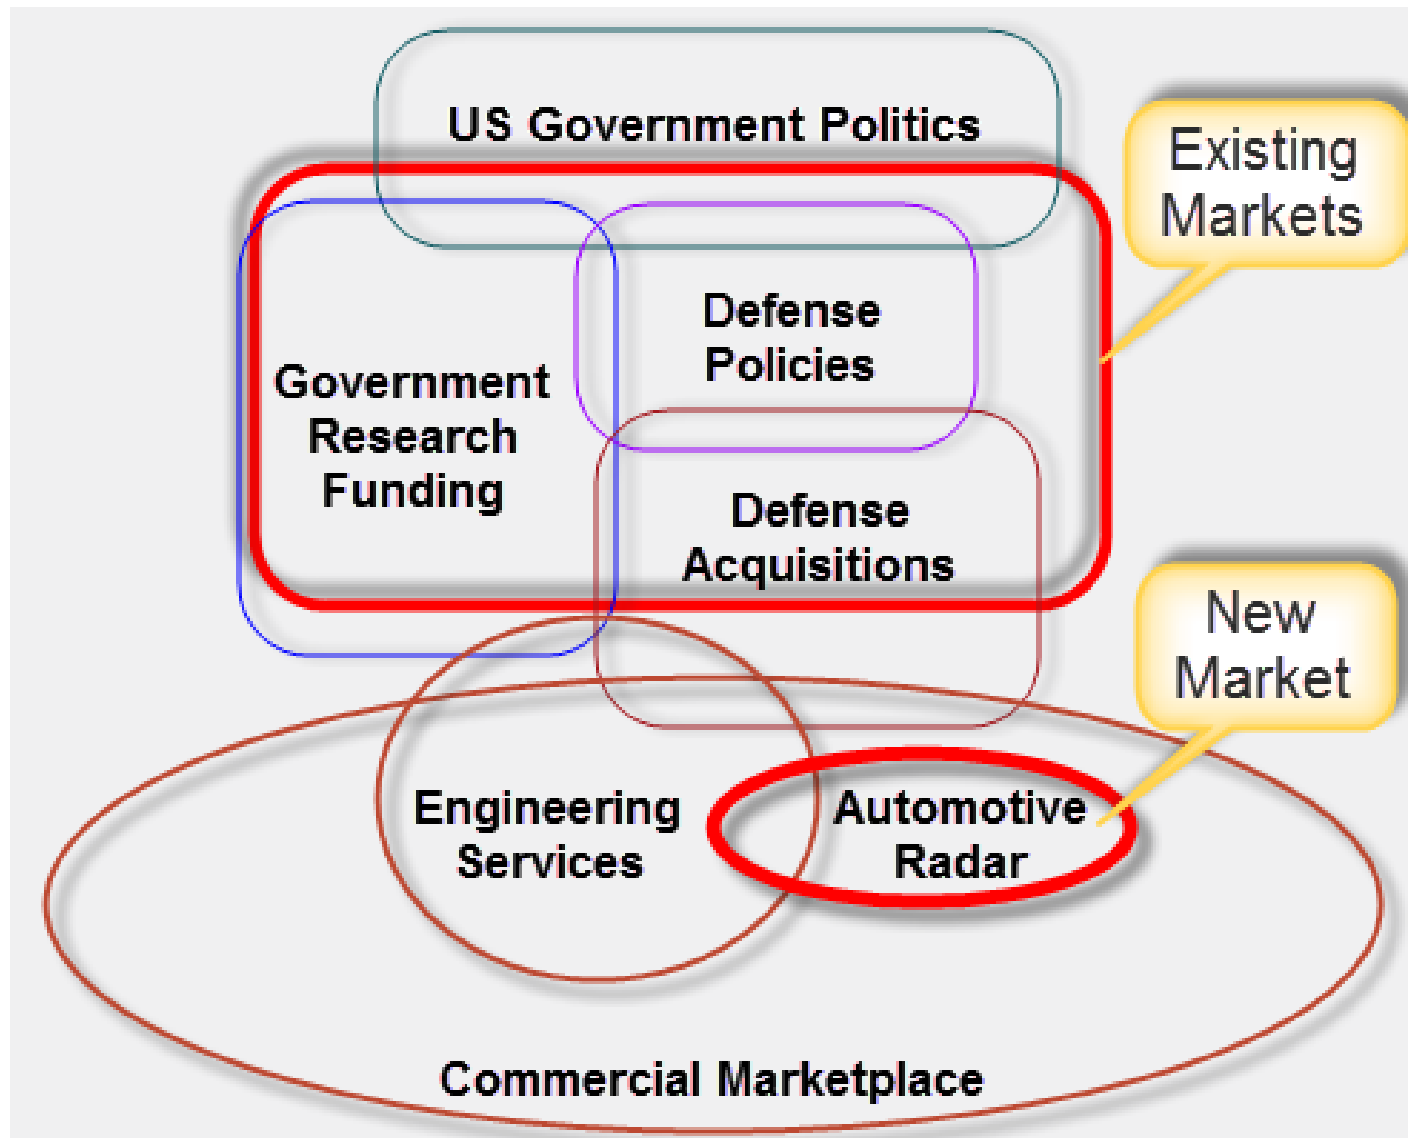 US Government Politics
Existing
Markets
Defense
Policies
Government
Research
Funding
Defense
Acquisitions
New
Market
Engineering
Services
Automotive
Radar
Commercial Marketplace